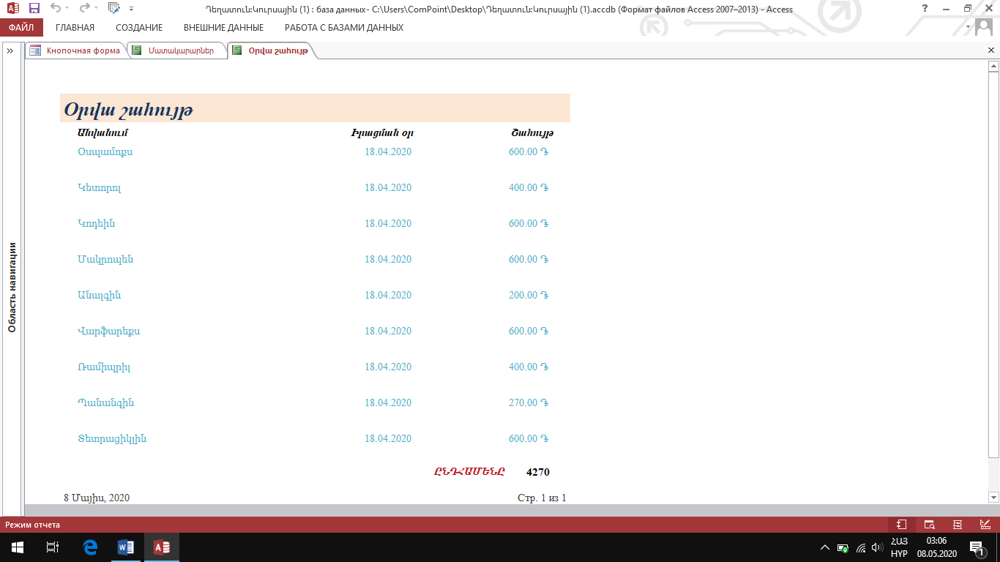 Դեղատուն:Կուրսային (1) : база данных- C:\Users\ComPoint\Desktop\Դեղատուն:Կուրսային (1).accdb (Формат файлов Access 2007–2013) - Access
ФАЙЛ ГЛАВНАЯ СОЗДАНИЕ ВНЕШНИЕ ДАННЫЕ РАБОТА С БАЗАМИ ДАННЫХ
Кнопочная форма Մատակարարներ Օրվա շահույթ
Область навигации
Օրվա շահույթ
Անվանում Իրացման օր Շահույթ
Օսպամոքս 18.04.2020 600.00 ֏
Կետորոլ 18.04.2020 400.00 ֏
Կոդեին 18.04.2020 600.00 ֏
Մակրոպեն 18.04.2020 600.00 ֏
Անալգին 18.04.2020 200.00 ֏
Վարֆարեքս 18.04.2020 600.00 ֏
Ռամիպրիլ 18.04.2020 400.00 ֏
Պանանգին 18.04.2020 270.00 ֏
Տետրացիկլին 18.04.2020 600.00 ֏
ԸՆԴՀԱՄԵՆԸ 4270
8 Մայիս, 2020 Стр. 1 из 1
Режим отчета
ՀԱՅ 03:06
HYP 08.05.2020 1